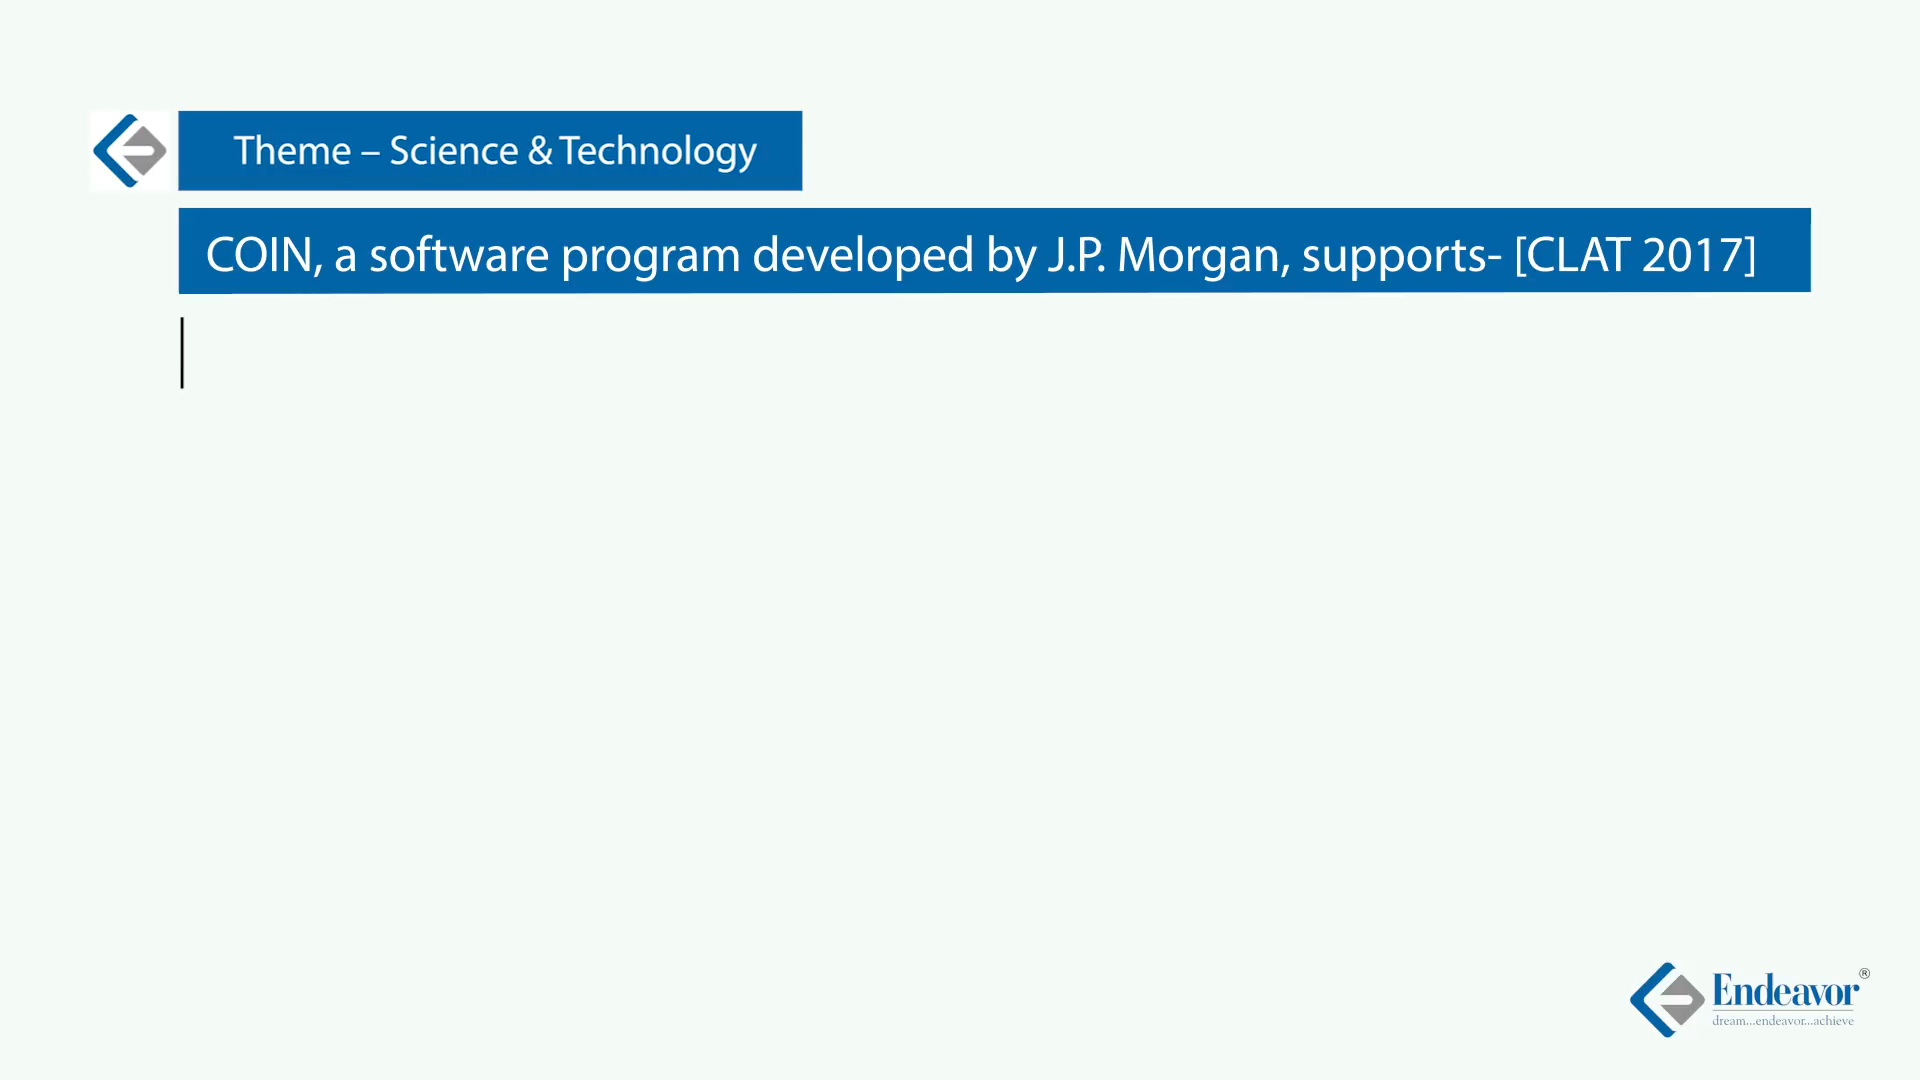 Theme – Science & Technology
COIN, a software program developed by J.P. Morgan, supports- [CLAT 2017]
Endeavor®
dream...endeavor...achieve